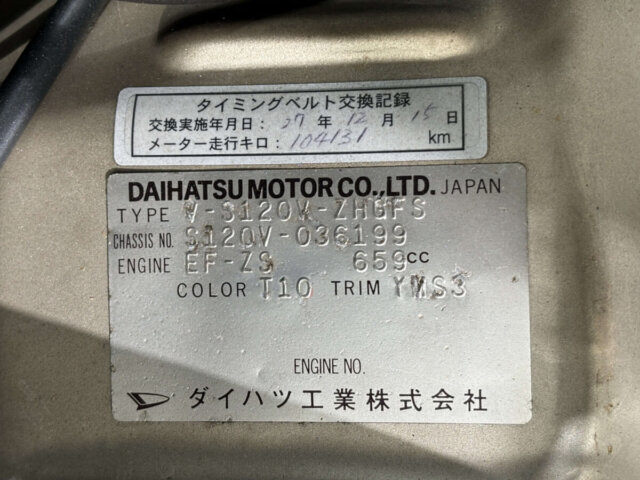 タイミングベルト交換記録
交換実施年月日: 27 年 12 月 15 日
メーター走行キロ: 104131 km
DAIHATSU MOTOR CO.,LTD. JAPAN
TYPE V-S120V-ZHGFS
CHASSIS NO. S120V-036199
ENGINE EF-ZS 659CC
COLOR T10 TRIM YMS3
ENGINE NO.
ダイハツ工業株式会社